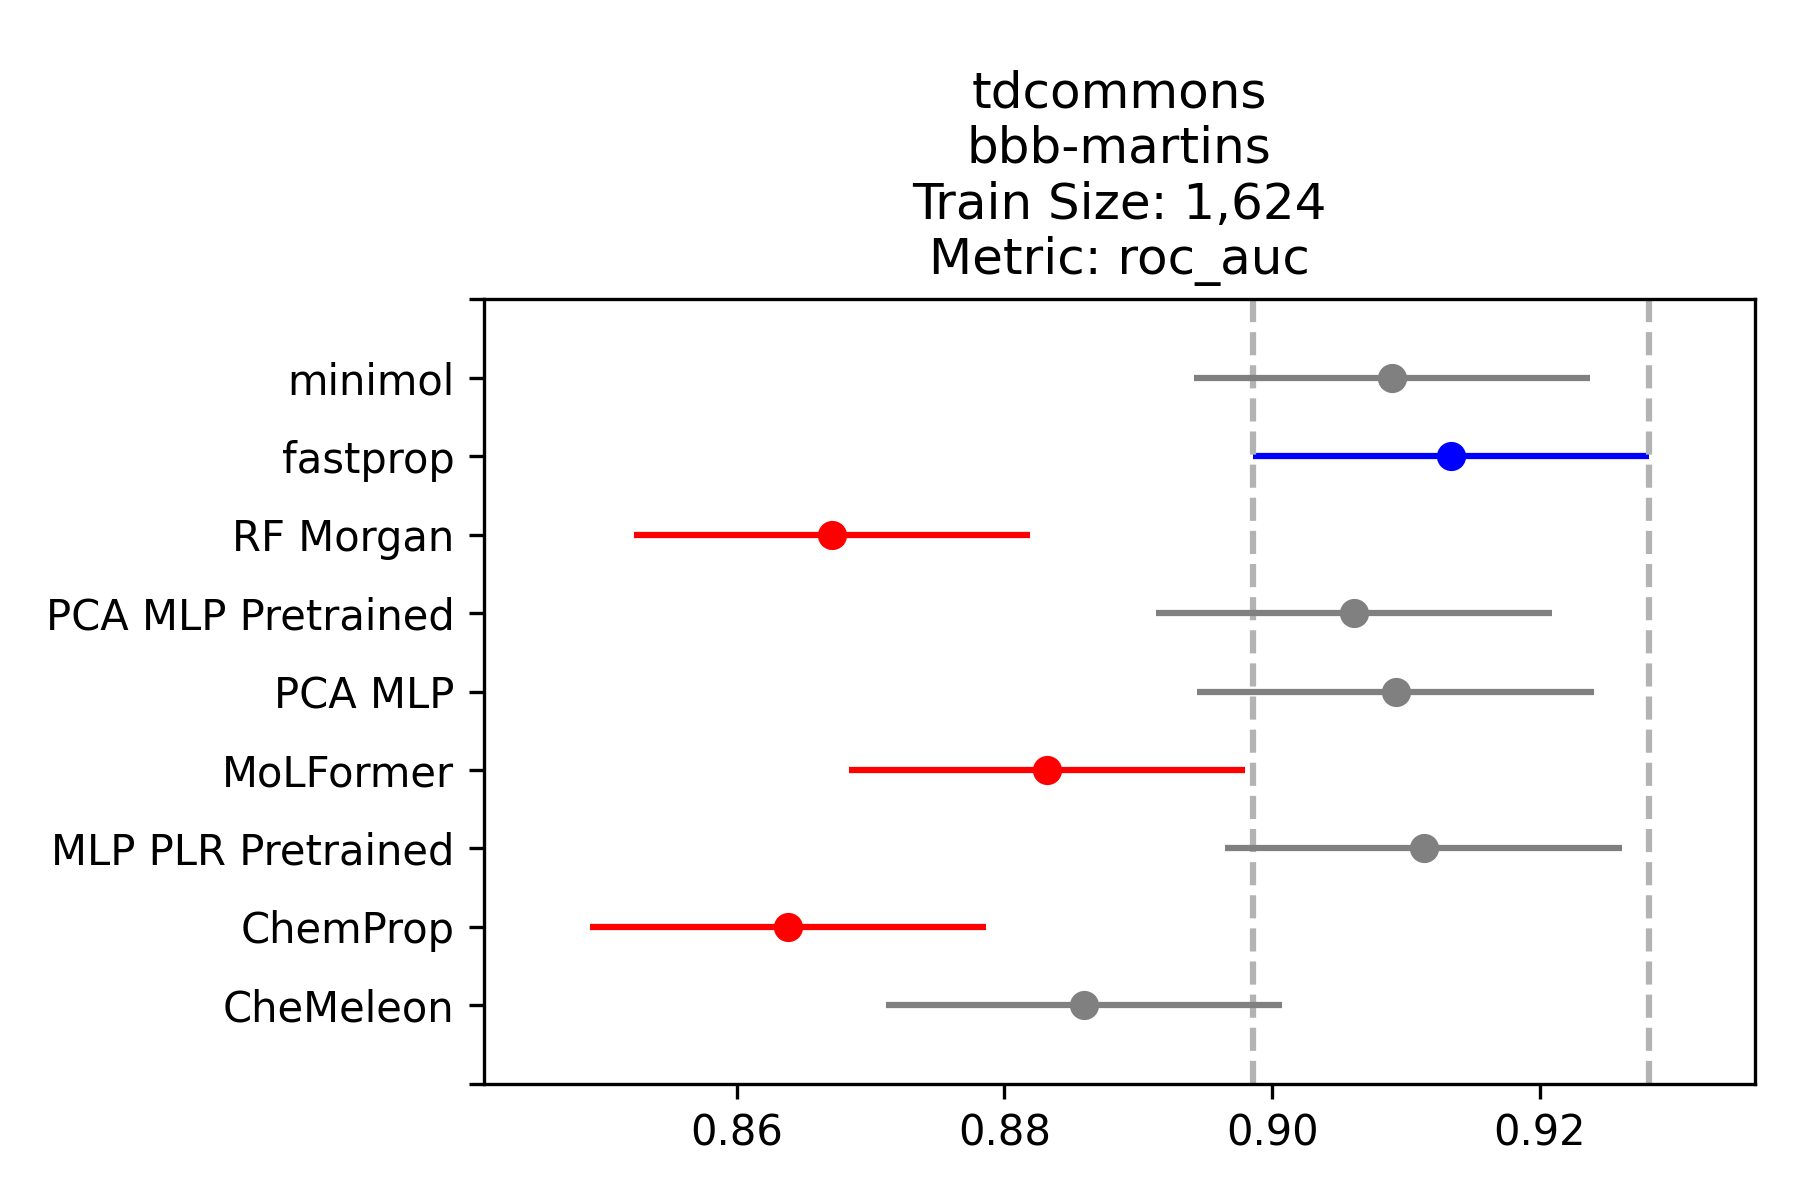 tdcommons
bbb-martins
Train Size: 1,624
Metric: roc_auc
minimol
fastprop
RF Morgan
PCA MLP Pretrained
PCA MLP
MoLFormer
MLP PLR Pretrained
ChemProp
CheMeleon
0.86 0.88 0.90 0.92